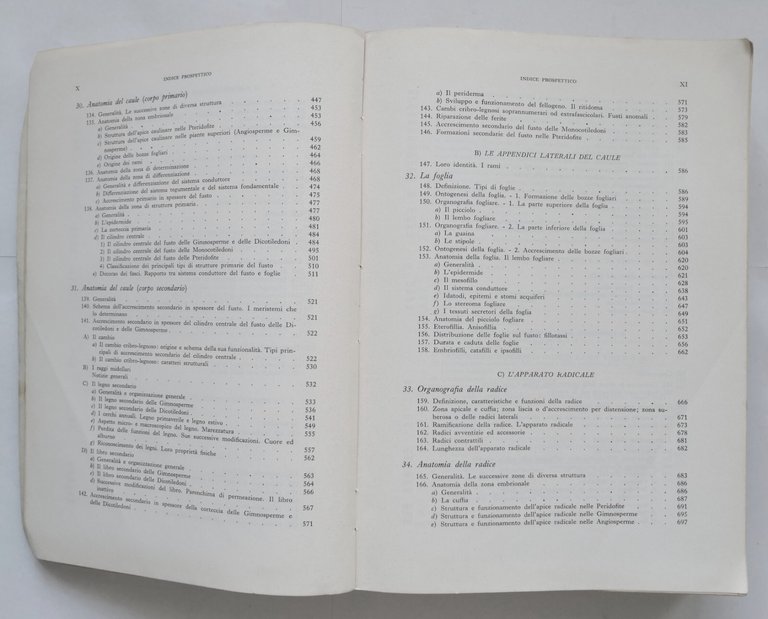 X
INDICE PROSPETTICO
30. Anatomia del caule (corpo primario) 447
134. Generalità. Le successive zone di diversa struttura 453
135. Anatomia della zona embrionale 453
a) Generalità 456
b) Struttura dell'apice caulinare nelle Pteridofite
c) Struttura dell'apice caulinare nelle piante superiori (Angiosperme e Gimnosperme) 459
d) Origine delle bozze fogliari 462
e) Origine dei rami 464
136. Anatomia della zona di determinazione 466
137. Anatomia della zona di differenziazione 468
a) Generalità e differenziazione del sistema conduttore 468
b) Differenziazione del sistema tegumentale e del sistema fondamentale 474
c) Accrescimento primario in spessore del fusto 475
138. Anatomia della zona di struttura primaria 477
a) Generalità 477
b) L'epidermide 480
c) La corteccia primaria 481
d) Il cilindro centrale 484
1) Il cilindro centrale del fusto delle Gimnosperme e delle Dicotiledoni 484
2) Il cilindro centrale del fusto delle Monocotiledoni 495
3) Il cilindro centrale del fusto delle Pteridofite 501
4) Classificazione dei principali tipi di strutture primarie del fusto 510
e) Decorso dei fasci. Rapporto tra sistema conduttore del fusto e foglie 511
31. Anatomia del caule (corpo secondario)
139. Generalità 521
140. Schema dell'accrescimento secondario in spessore del fusto. I meristemi che
lo determinano 521
141. Accrescimento secondario in spessore del cilindro centrale del fusto delle Dicotiledoni e delle Gimnosperme 522
A) Il cambio
a) Il cambio cribro-legnoso: origine e schema della sua funzionalità. Tipi principali di accrescimento secondario del cilindro centrale 522
b) Il cambio cribro-legnoso: caratteri strutturali 530
B) I raggi midollari
Notizie generali 532
C) Il legno secondario
a) Generalità e organizzazione generale 533
b) Il legno secondario delle Gimnosperme 536
c) Il legno secondario delle Dicotiledoni 541
d) I cerchi annuali. Legno primaverile e legno estivo 549
e) Aspetto micro- e macroscopico del legno. Marezzatura 555
f) Perdita delle funzioni del legno. Sue successive modificazioni. Cuore ed
alburno 557
g) Riconoscimento dei legni. Loro proprietà fisiche 562
D) Il libro secondario
a) Generalità e organizzazione generale 563
b) Il libro secondario delle Gimnosperme 564
c) Il libro secondario delle Dicotiledoni 566
d) Successive modificazioni del libro. Parenchima di permeazione. Il libro
inattivo 567
142. Accrescimento secondario in spessore della corteccia delle Gimnosperme e
delle Dicotiledoni 571
INDICE PROSPETTICO
XI
a) Il periderma 571
b) Sviluppo e funzionamento del fellogeno. Il ritidoma 573
143. Cambi cribro-legnosi soprannumerari od extrafascicolari. Fusti anomali 579
144. Riparazione delle ferite 582
145. Accrescimento secondario del fusto delle Monocotiledoni 583
146. Formazioni secondarie del fusto nelle Pteridofite 585
B) LE APPENDICI LATERALI DEL CAULE
147. Loro identità. I rami 586
32. La foglia
148. Definizione. Tipi di foglie 586
149. Ontogenesi della foglia. - 1. Formazione delle bozze fogliari 589
150. Organografia fogliare. - 1. La parte superiore della foglia 594
a) Il picciolo 594
b) Il lembo fogliare 595
151. Organografia fogliare. - 2. La parte inferiore della foglia 601
a) La guaina 601
b) Le stipole 603
152. Ontogenesi della foglia. - 2. Accrescimento delle bozze fogliari 604
153. Anatomia della foglia. Il lembo fogliare 620
a) Generalità 620
b) L'epidermide 621
c) Il mesofillo 628
d) Il sistema conduttore 638
e) Idatodi, epitemi e stomi acquiferi 643
f) Lo stereoma fogliare 647
g) I tessuti secretori della foglia 649
154. Anatomia del picciolo fogliare 651
155. Eterofillia. Anisofillia 652
156. Distribuzione delle foglie sul fusto: fillotassi 653
157. Durata e caduta delle foglie 656
158. Embriofilli, catafilli e ipsofilli 662
C) L'APPARATO RADICALE
33. Organografia della radice
159. Definizione, caratteristiche e funzioni della radice 666
160. Zona apicale e cuffia; zona liscia o d'accrescimento per distensione; zona suberosa o delle radici laterali 671
161. Ramificazione della radice. L'apparato radicale 673
162. Radici avventizie ed accessorie 678
163. Radici contrattili 681
164. Lunghezza dell'apparato radicale 682
34. Anatomia della radice
165. Generalità. Le successive zone di diversa struttura 683
166. Anatomia della zona embrionale 686
a) Generalità 686
b) La cuffia 687
c) Struttura e funzionamento dell'apice radicale nelle Peridofite 691
d) Struttura e funzionamento dell'apice radicale nelle Gimnosperme 695
e) Struttura e funzionamento dell'apice radicale nelle Angiosperme 697